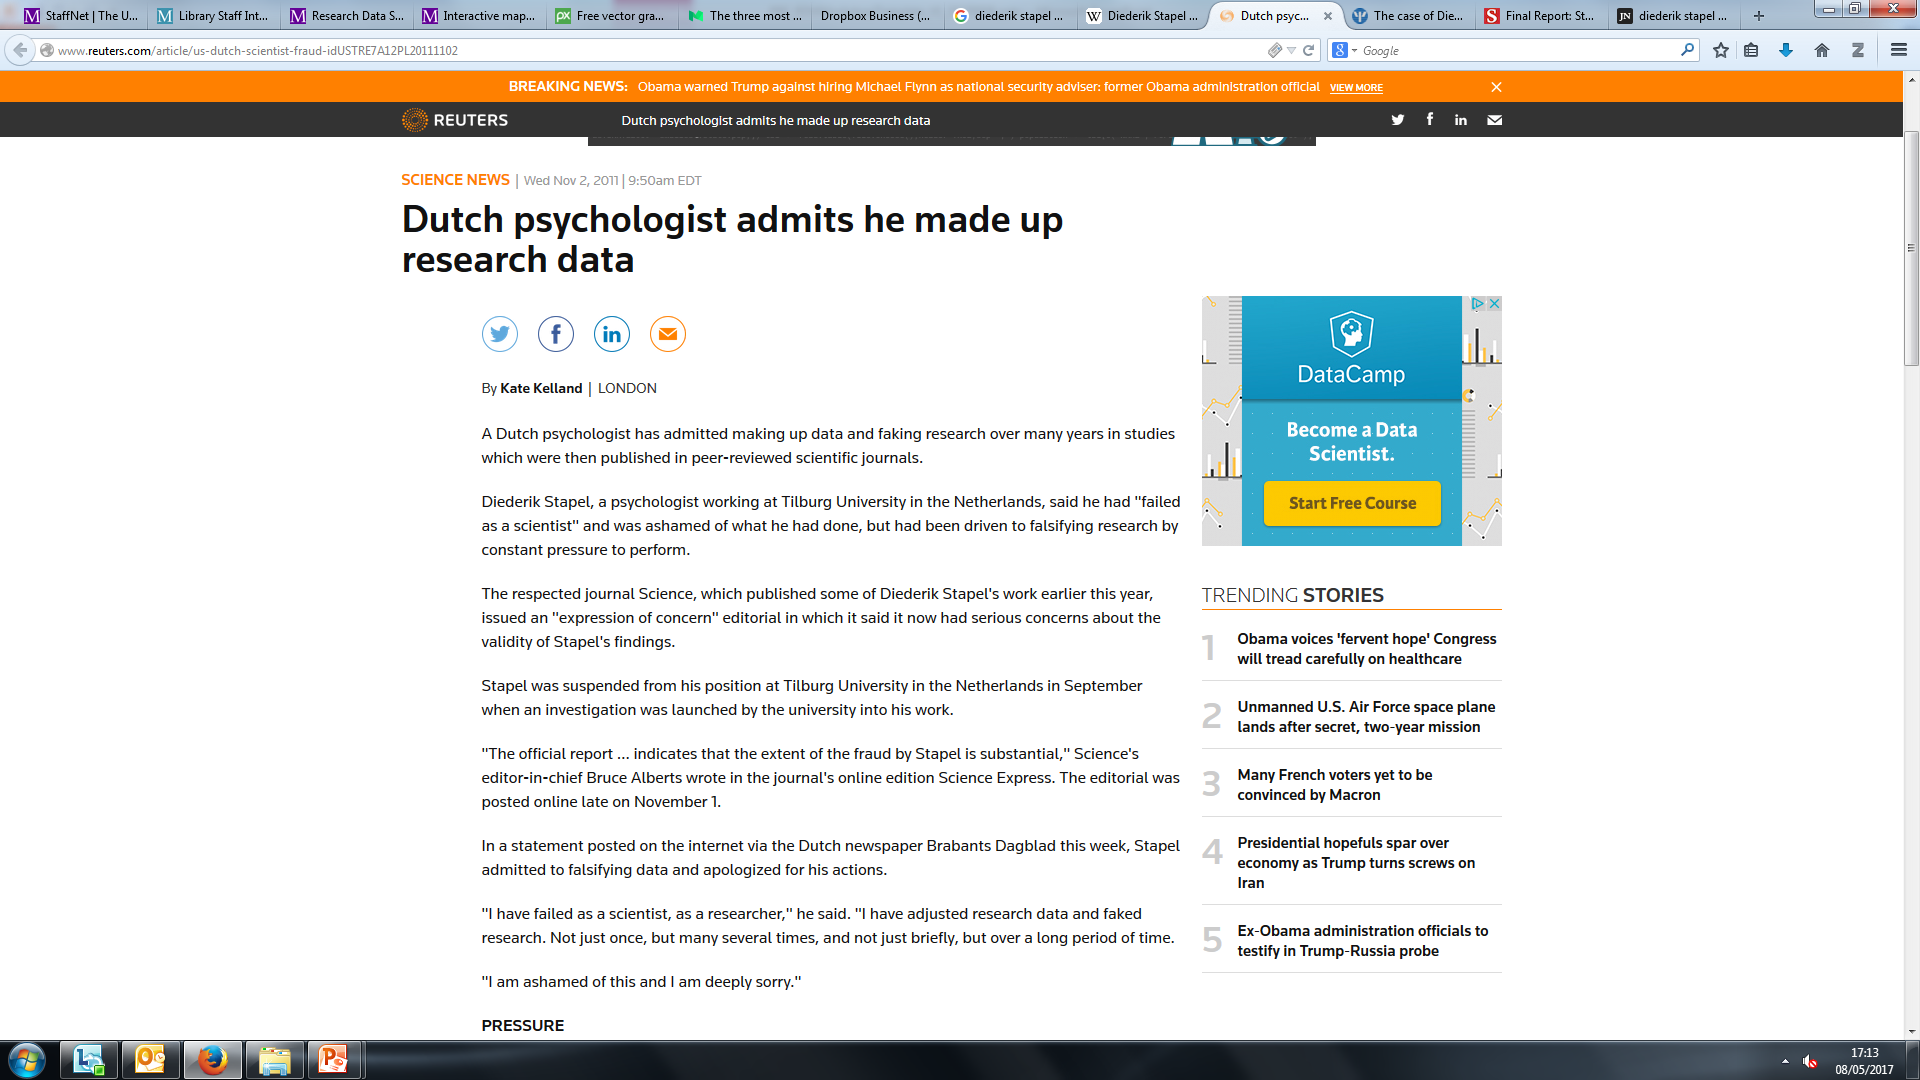 StaffNet | The U...
Library Staff Int...
Research Data S...
Interactive map...
Free vector gra...
The three most ...
Dropbox Business (...
diederik stapel ...
Diederik Stapel ...
Dutch psyc...
The case of Die...
Final Report: St...
diederik stapel ...
www.reuters.com/article/us-dutch-scientist-fraud-idUSTRE7A12PL20111102
Google
BREAKING NEWS: Obama warned Trump against hiring Michael Flynn as national security adviser: former Obama administration official VIEW MORE
REUTERS Dutch psychologist admits he made up research data
SCIENCE NEWS | Wed Nov 2, 2011 | 9:50am EDT
Dutch psychologist admits he made up
research data
By Kate Kelland | LONDON
A Dutch psychologist has admitted making up data and faking research over many years in studies
which were then published in peer-reviewed scientific journals.
Diederik Stapel, a psychologist working at Tilburg University in the Netherlands, said he had "failed
as a scientist" and was ashamed of what he had done, but had been driven to falsifying research by
constant pressure to perform.
The respected journal Science, which published some of Diederik Stapel's work earlier this year,
issued an "expression of concern" editorial in which it said it now had serious concerns about the
validity of Stapel's findings.
Stapel was suspended from his position at Tilburg University in the Netherlands in September
when an investigation was launched by the university into his work.
"The official report ... indicates that the extent of the fraud by Stapel is substantial," Science's
editor-in-chief Bruce Alberts wrote in the journal's online edition Science Express. The editorial was
posted online late on November 1.
In a statement posted on the internet via the Dutch newspaper Brabants Dagblad this week, Stapel
admitted to falsifying data and apologized for his actions.
"I have failed as a scientist, as a researcher," he said. "I have adjusted research data and faked
research. Not just once, but many several times, and not just briefly, but over a long period of time.
"I am ashamed of this and I am deeply sorry."
PRESSURE
DataCamp
Become a Data
Scientist.
Start Free Course
TRENDING STORIES
1 Obama voices 'fervent hope' Congress
will tread carefully on healthcare
2 Unmanned U.S. Air Force space plane
lands after secret, two-year mission
3 Many French voters yet to be
convinced by Macron
4 Presidential hopefuls spar over
economy as Trump turns screws on
Iran
5 Ex-Obama administration officials to
testify in Trump-Russia probe
17:13
08/05/2017